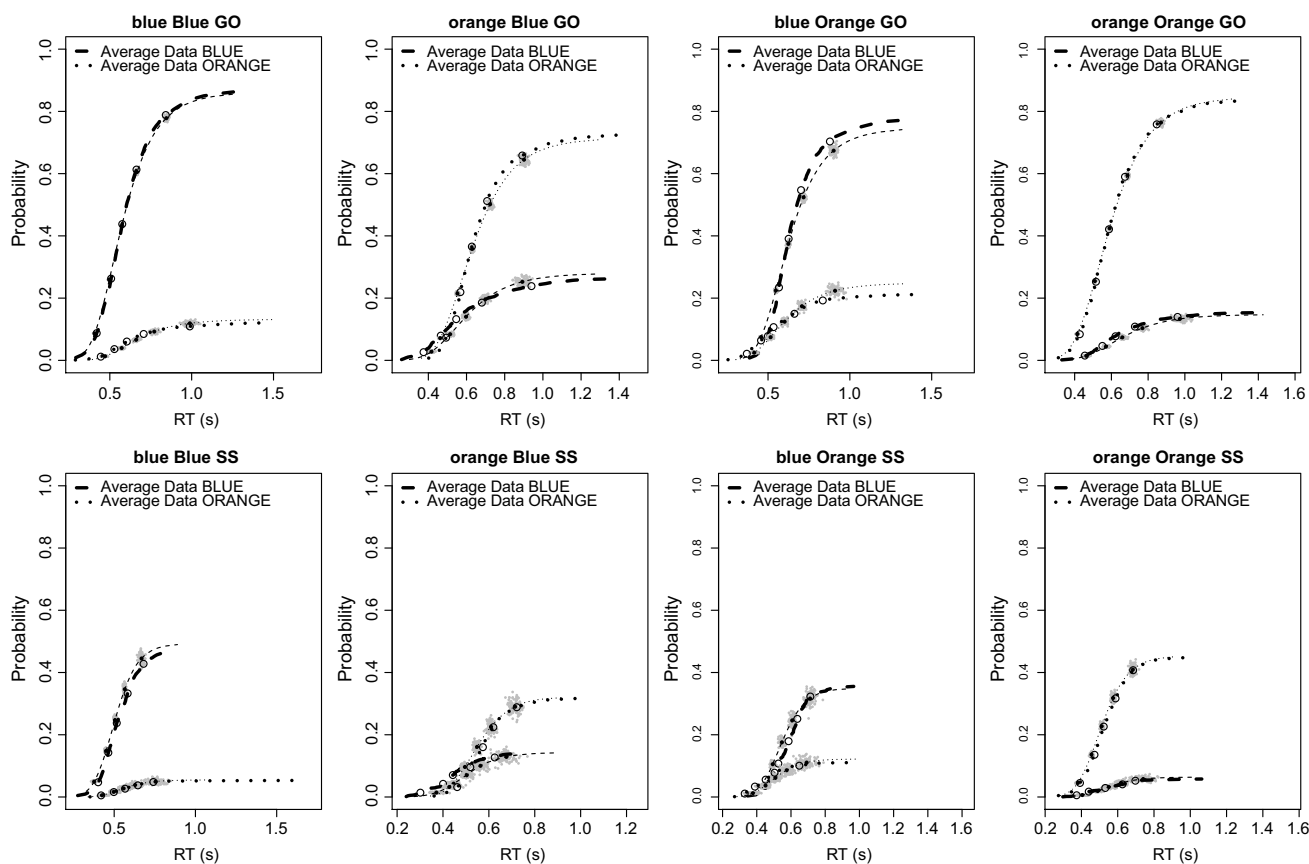 blue Blue GO
Average Data BLUE
Average Data ORANGE
Probability
1.0
0.8
0.6
0.4
0.2
0.0
0.5 1.0 1.5
RT (s)
orange Blue GO
Average Data BLUE
Average Data ORANGE
Probability
1.0
0.8
0.6
0.4
0.2
0.0
0.4 0.6 0.8 1.0 1.2 1.4
RT (s)
blue Orange GO
Average Data BLUE
Average Data ORANGE
Probability
1.0
0.8
0.6
0.4
0.2
0.0
0.5 1.0 1.5
RT (s)
orange Orange GO
Average Data BLUE
Average Data ORANGE
Probability
1.0
0.8
0.6
0.4
0.2
0.0
0.4 0.6 0.8 1.0 1.2 1.4 1.6
RT (s)
blue Blue SS
Average Data BLUE
Average Data ORANGE
Probability
1.0
0.8
0.6
0.4
0.2
0.0
0.5 1.0 1.5
RT (s)
orange Blue SS
Average Data BLUE
Average Data ORANGE
Probability
1.0
0.8
0.6
0.4
0.2
0.0
0.2 0.4 0.6 0.8 1.0 1.2
RT (s)
blue Orange SS
Average Data BLUE
Average Data ORANGE
Probability
1.0
0.8
0.6
0.4
0.2
0.0
0.2 0.4 0.6 0.8 1.0 1.2 1.4 1.6
RT (s)
orange Orange SS
Average Data BLUE
Average Data ORANGE
Probability
1.0
0.8
0.6
0.4
0.2
0.0
0.2 0.4 0.6 0.8 1.0 1.2 1.4 1.6
RT (s)